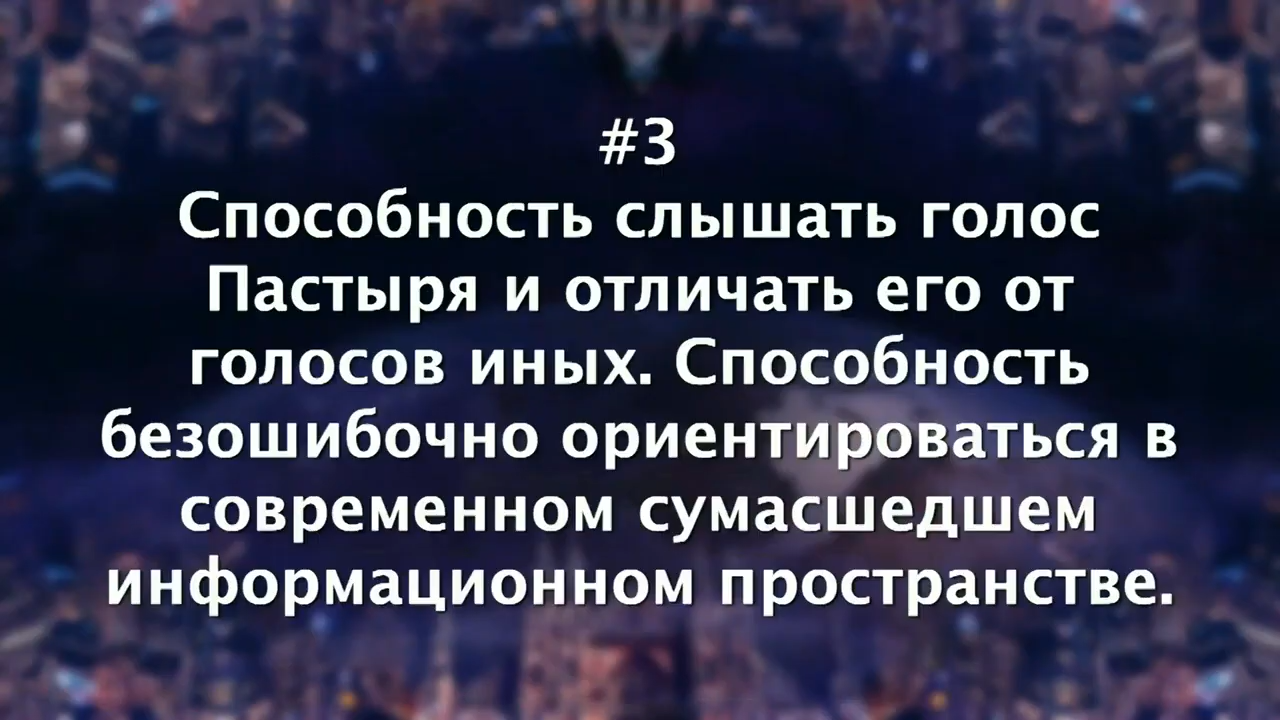 #3
Способность слышать голос
Пастыря и отличать его от
голосов иных. Способность
безошибочно ориентироваться в
современном сумасшедшем
информационном пространстве.